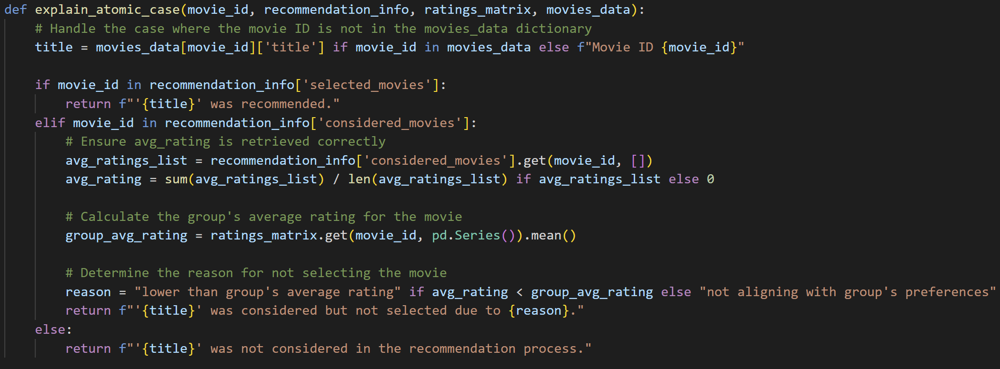 def explain_atomic_case(movie_id, recommendation_info, ratings_matrix, movies_data):
    # Handle the case where the movie ID is not in the movies_data dictionary
    title = movies_data[movie_id]['title'] if movie_id in movies_data else f"Movie ID {movie_id}"

    if movie_id in recommendation_info['selected_movies']:
        return f"'{title}' was recommended."
    elif movie_id in recommendation_info['considered_movies']:
        # Ensure avg_rating is retrieved correctly
        avg_ratings_list = recommendation_info['considered_movies'].get(movie_id, [])
        avg_rating = sum(avg_ratings_list) / len(avg_ratings_list) if avg_ratings_list else 0

        # Calculate the group's average rating for the movie
        group_avg_rating = ratings_matrix.get(movie_id, pd.Series()).mean()

        # Determine the reason for not selecting the movie
        reason = "lower than group's average rating" if avg_rating < group_avg_rating else "not aligning with group's preferences"
        return f"'{title}' was considered but not selected due to {reason}."
    else:
        return f"'{title}' was not considered in the recommendation process."